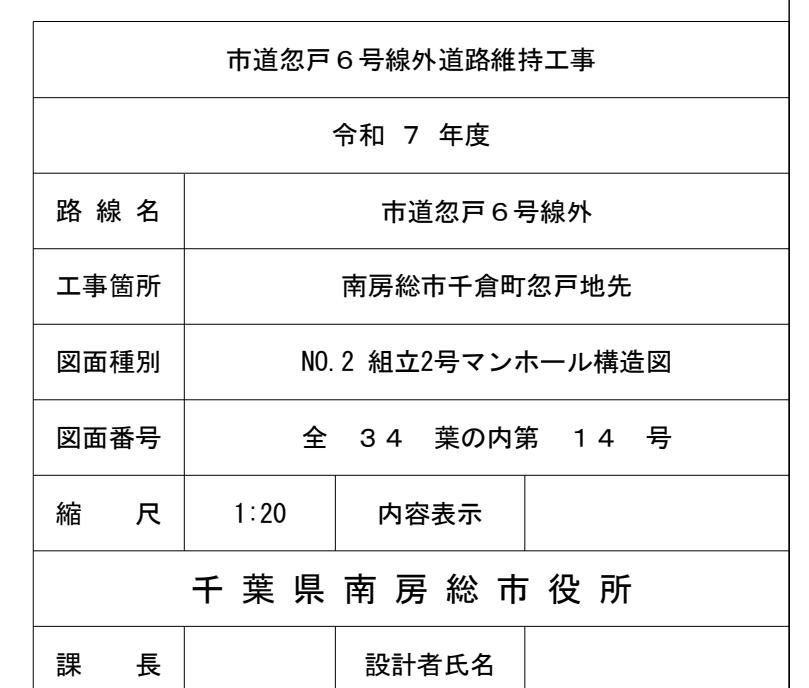 市道忽戸６号線外道路維持工事
令和 ７ 年度
路 線 名 市道忽戸６号線外
工事箇所 南房総市千倉町忽戸地先
図面種別 NO.2 組立2号マンホール構造図
図面番号 全 ３４ 葉の内第 １４ 号
縮 尺 1:20 内容表示
千 葉 県 南 房 総 市 役 所
課 長 設計者氏名